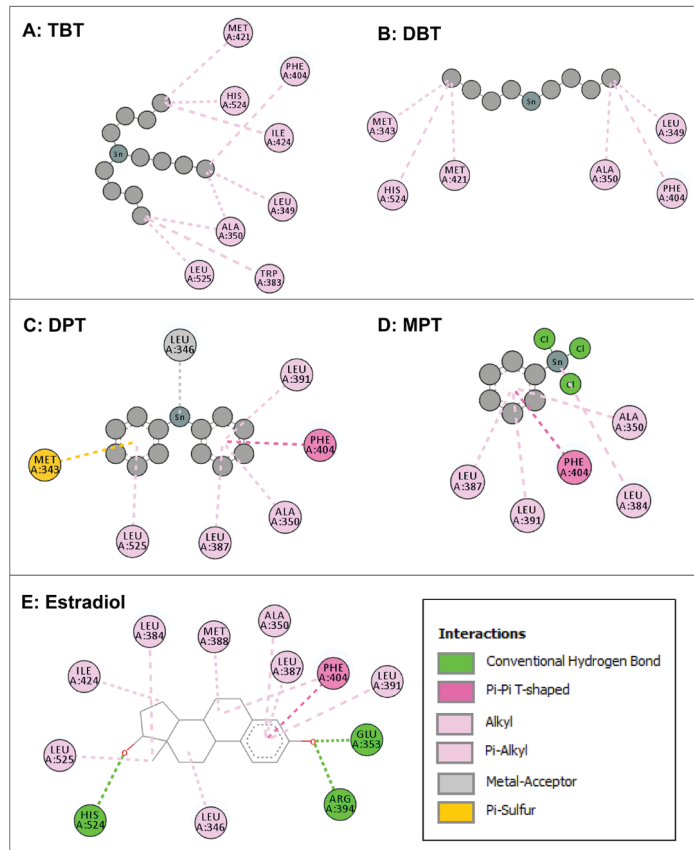 A: TBT
MET
A:421
PHE
A:404
HIS
A:524
ILE
A:424
Sn
LEU
A:349
ALA
A:350
LEU
A:525
TRP
A:383
B: DBT
Sn
MET
A:343
LEU
A:349
HIS
A:524
MET
A:421
ALA
A:350
PHE
A:404
C: DPT
LEU
A:346
LEU
A:391
Sn
PHE
A:404
MET
A:343
ALA
A:350
LEU
A:525
LEU
A:387
D: MPT
Cl
Cl
Sn
Cl
ALA
A:350
PHE
A:404
LEU
A:387
LEU
A:384
LEU
A:391
E: Estradiol
LEU
A:384
MET
A:388
ALA
A:350
LEU
A:387
PHE
A:404
LEU
A:391
ILE
A:424
GLU
A:353
LEU
A:525
O
O
HIS
A:524
LEU
A:346
ARG
A:394
Interactions
Conventional Hydrogen Bond
Pi-Pi T-shaped
Alkyl
Pi-Alkyl
Metal-Acceptor
Pi-Sulfur